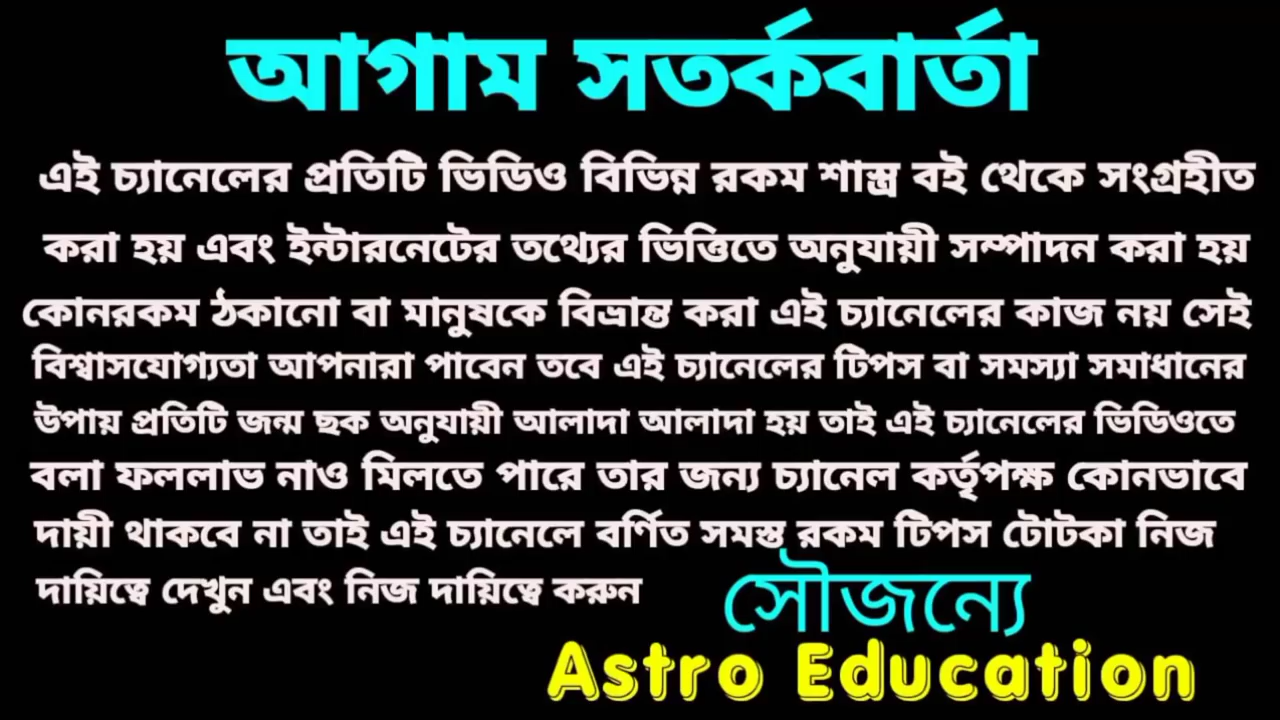 আগাম সতর্কবার্তা
এই চ্যানেলের প্রতিটি ভিডিও বিভিন্ন রকম শাস্ত্র বই থেকে সংগ্রহীত
করা হয় এবং ইন্টারনেটের তথ্যের ভিত্তিতে অনুযায়ী সম্পাদন করা হয়
কোনরকম ঠকানো বা মানুষকে বিভ্রান্ত করা এই চ্যানেলের কাজ নয় সেই
বিশ্বাসযোগ্যতা আপনারা পাবেন তবে এই চ্যানেলের টিপস বা সমস্যা সমাধানের
উপায় প্রতিটি জন্ম ছক অনুযায়ী আলাদা আলাদা হয় তাই এই চ্যানেলের ভিডিওতে
বলা ফললাভ নাও মিলতে পারে তার জন্য চ্যানেল কর্তৃপক্ষ কোনভাবে
দায়ী থাকবে না তাই এই চ্যানেলে বর্ণিত সমস্ত রকম টিপস টোটকা নিজ
দায়িত্বে দেখুন এবং নিজ দায়িত্বে করুন
সৌজন্যে
Astro Education